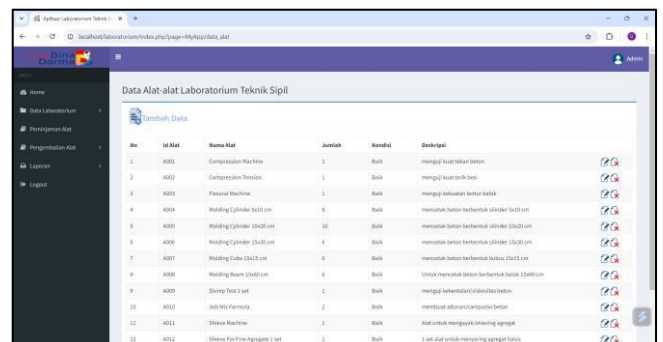 Aplikasi Laboratorium Teknik S
localhost/laboratorium/index.php?page=MyApp/data_alat
Bina
Darma
Admin
Menu
Home
Data Laboratorium
Peminjaman Alat
Pengembalian Alat
Laporan
Logout
Data Alat-alat Laboratorium Teknik Sipil
Tambah Data
No Id Alat Nama Alat Jumlah Kondisi Deskripsi
1 A001 Compression Machine 1 Baik menguji kuat tekan beton
2 A002 Compression Tension 1 Baik menguji kuat tarik besi
3 A003 Flexural Machine 1 Baik menguji kekuatan lentur balok
4 A004 Molding Cylinder 5x10 cm 8 Baik mencetak beton berbentuk silinder 5x10 cm
5 A005 Molding Cylinder 10x20 cm 10 Baik mencetak beton berbentuk silinder 10x20 cm
6 A006 Molding Cylinder 15x30 cm 6 Baik mencetak beton berbentuk silinder 15x30 cm
7 A007 Molding Cube 15x15 cm 6 Baik mencetak beton berbentuk kubus 15x15 cm
8 A008 Molding Beam 15x60 cm Baik Untuk mencetak beton berbentuk balok 15x60 cm
9 A009 Slump Test 1 set 1 Baik menguji kekentalan/viskositas beton
10 A010 Job Mix Formula 2 Baik membuat adonan/campuran beton
11 A011 Shieve Machine 1 Baik Alat untuk mengayak/shieving agregat
12 A012 Shieve For Fine Agregate 1 set 1 Baik 1 set alat untuk menyaring agregat halus